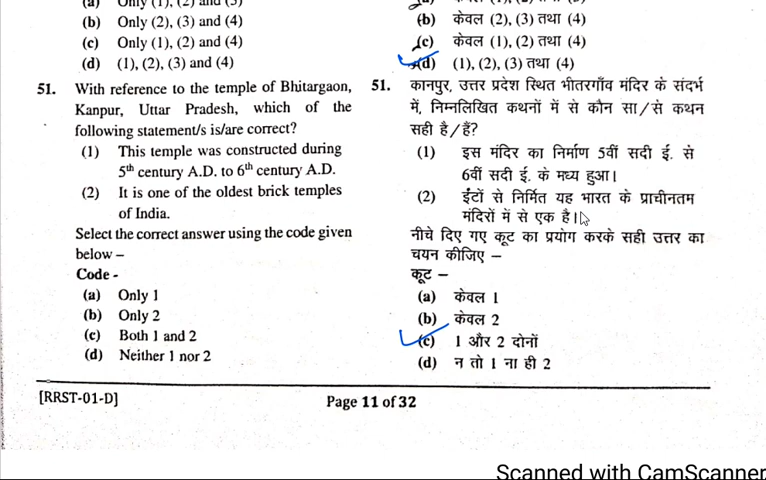 (b) Only (2), (3) and (4)
(c) Only (1), (2) and (4)
(d) (1), (2), (3) and (4)
51. With reference to the temple of Bhitargaon,
Kanpur, Uttar Pradesh, which of the
following statement/s is/are correct?
(1) This temple was constructed during
5th century A.D. to 6th century A.D.
(2) It is one of the oldest brick temples
of India.
Select the correct answer using the code given
below –
Code -
(a) Only 1
(b) Only 2
(c) Both 1 and 2
(d) Neither 1 nor 2
(b) केवल (2), (3) तथा (4)
(c) केवल (1), (2) तथा (4)
(d) (1), (2), (3) तथा (4)
51. कानपुर, उत्तर प्रदेश स्थित भीतरगाँव मंदिर के संदर्भ
में, निम्नलिखित कथनों में से कौन सा/से कथन
सही है/हैं?
(1) इस मंदिर का निर्माण 5वीं सदी ई. से
6वीं सदी ई. के मध्य हुआ।
(2) ईंटों से निर्मित यह भारत के प्राचीनतम
मंदिरों में से एक है।
नीचे दिए गए कूट का प्रयोग करके सही उत्तर का
चयन कीजिए –
कूट –
(a) केवल 1
(b) केवल 2
(c) 1 और 2 दोनों
(d) न तो 1 ना ही 2
[RRST-01-D]
Page 11 of 32
Scanned with CamScanner